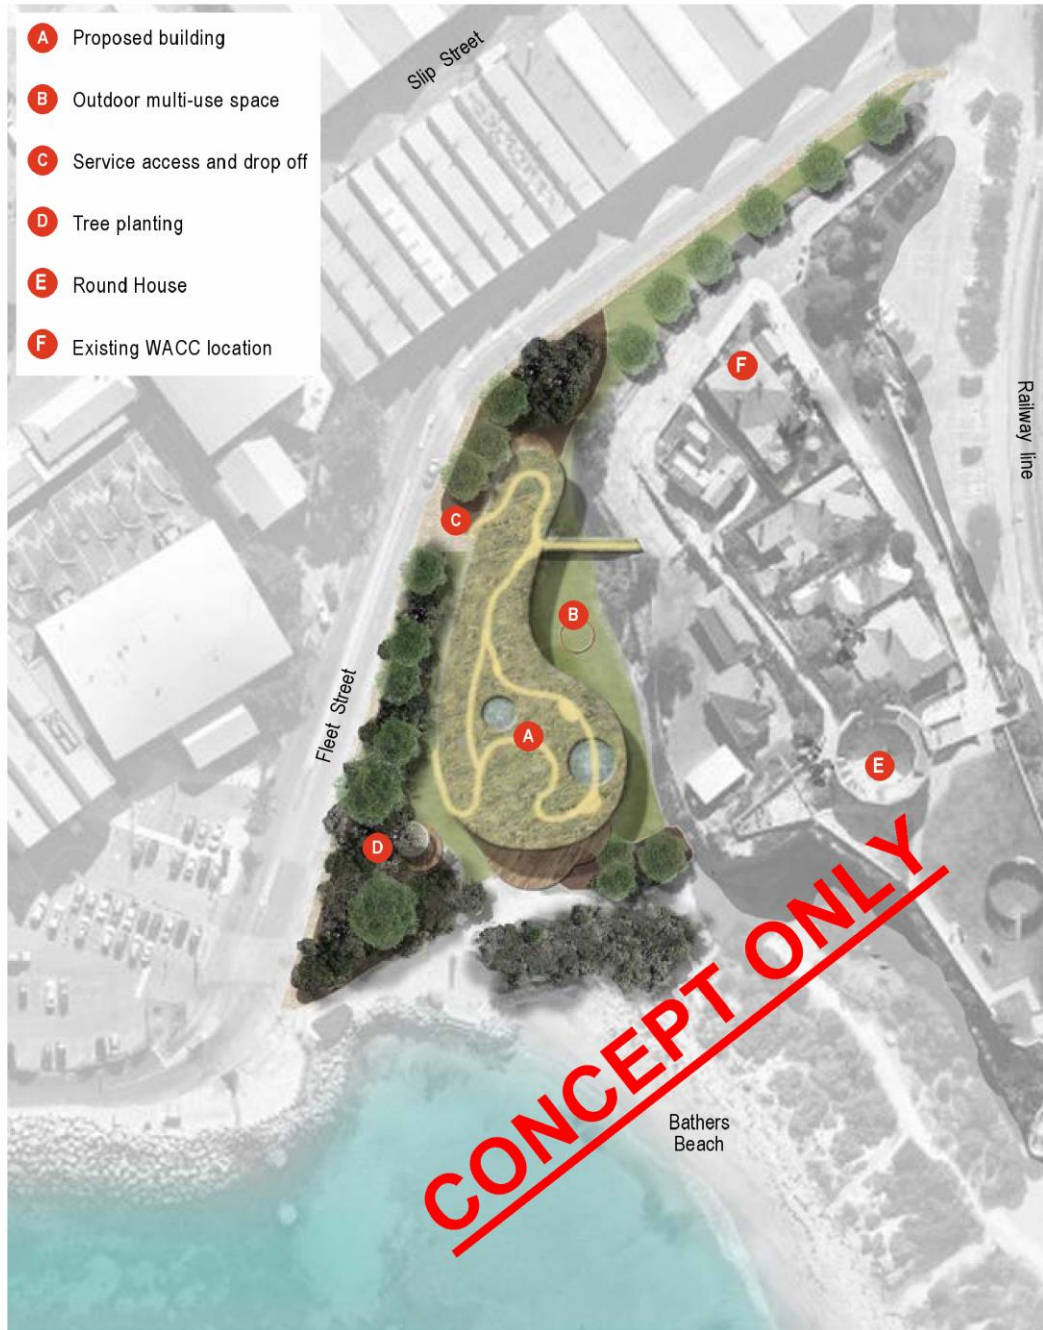 A Proposed building
B Outdoor multi-use space
C Service access and drop off
D Tree planting
E Round House
F Existing WACC location
Slip Street
Railway line
F
C
B
Fleet Street
A
E
D
CONCEPT ONLY
Bathers
Beach